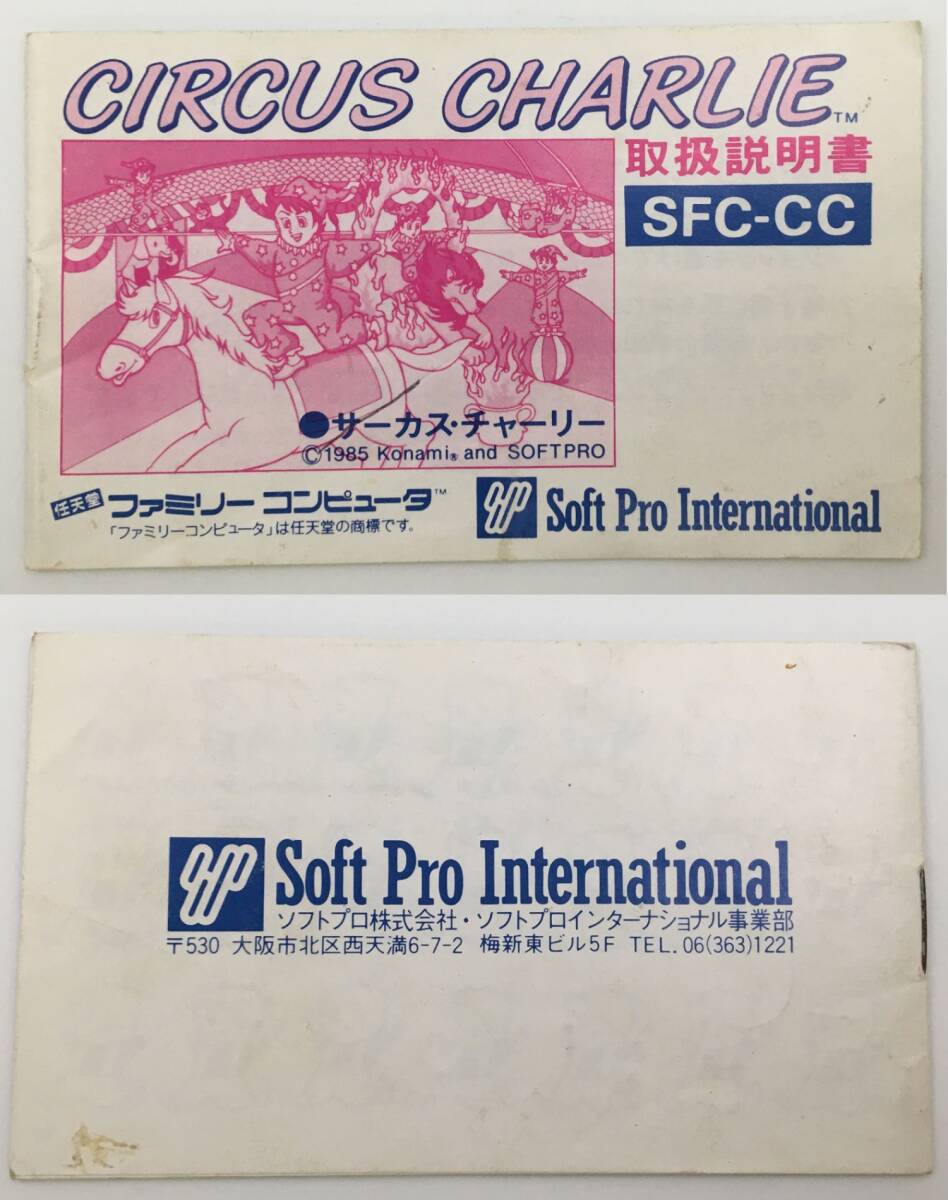 CIRCUS CHARLIE™
取扱説明書
SFC-CC
●サーカス・チャーリー
©1985 Konami® and SOFTPRO
任天堂 ファミリーコンピュータ™
「ファミリーコンピュータ」は任天堂の商標です。
Soft Pro International
Soft Pro International
ソフトプロ株式会社・ソフトプロインターナショナル事業部
〒530 大阪市北区西天満6-7-2 梅新東ビル5F TEL. 06(363)1221